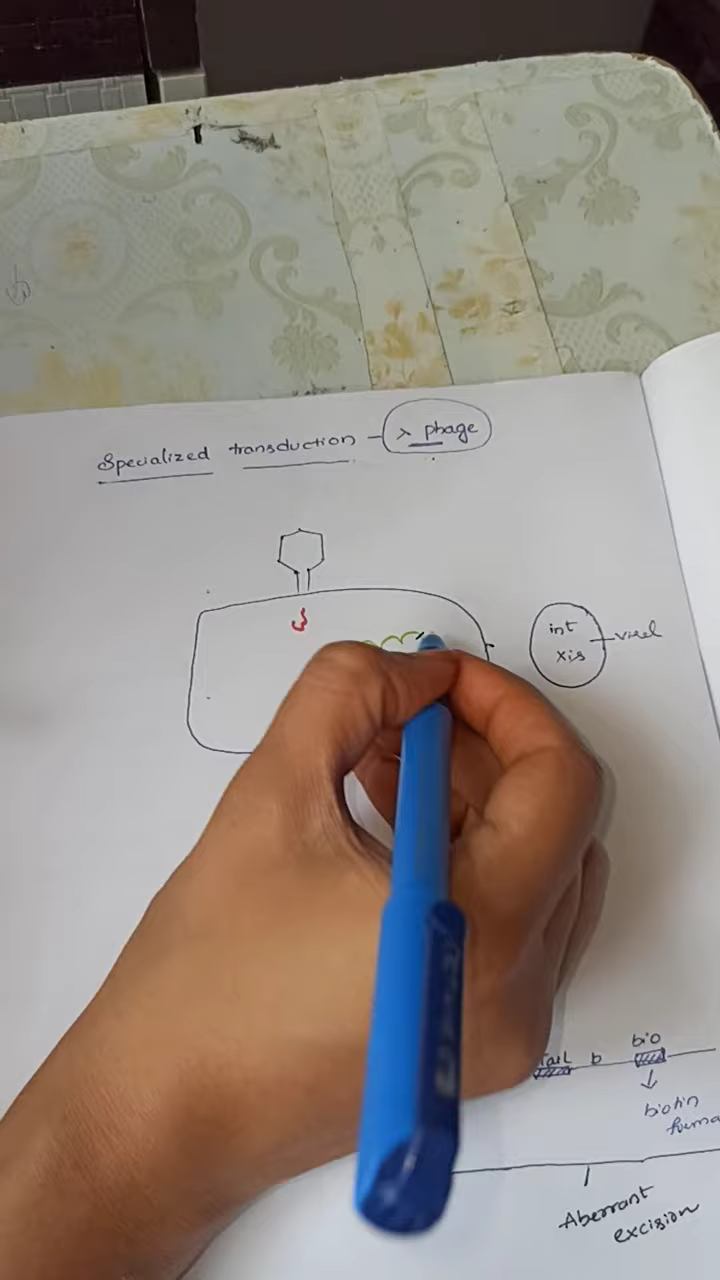 Specialized transduction - λ phage
int
xis
viral
b bio
biotin
Aberrant
excision